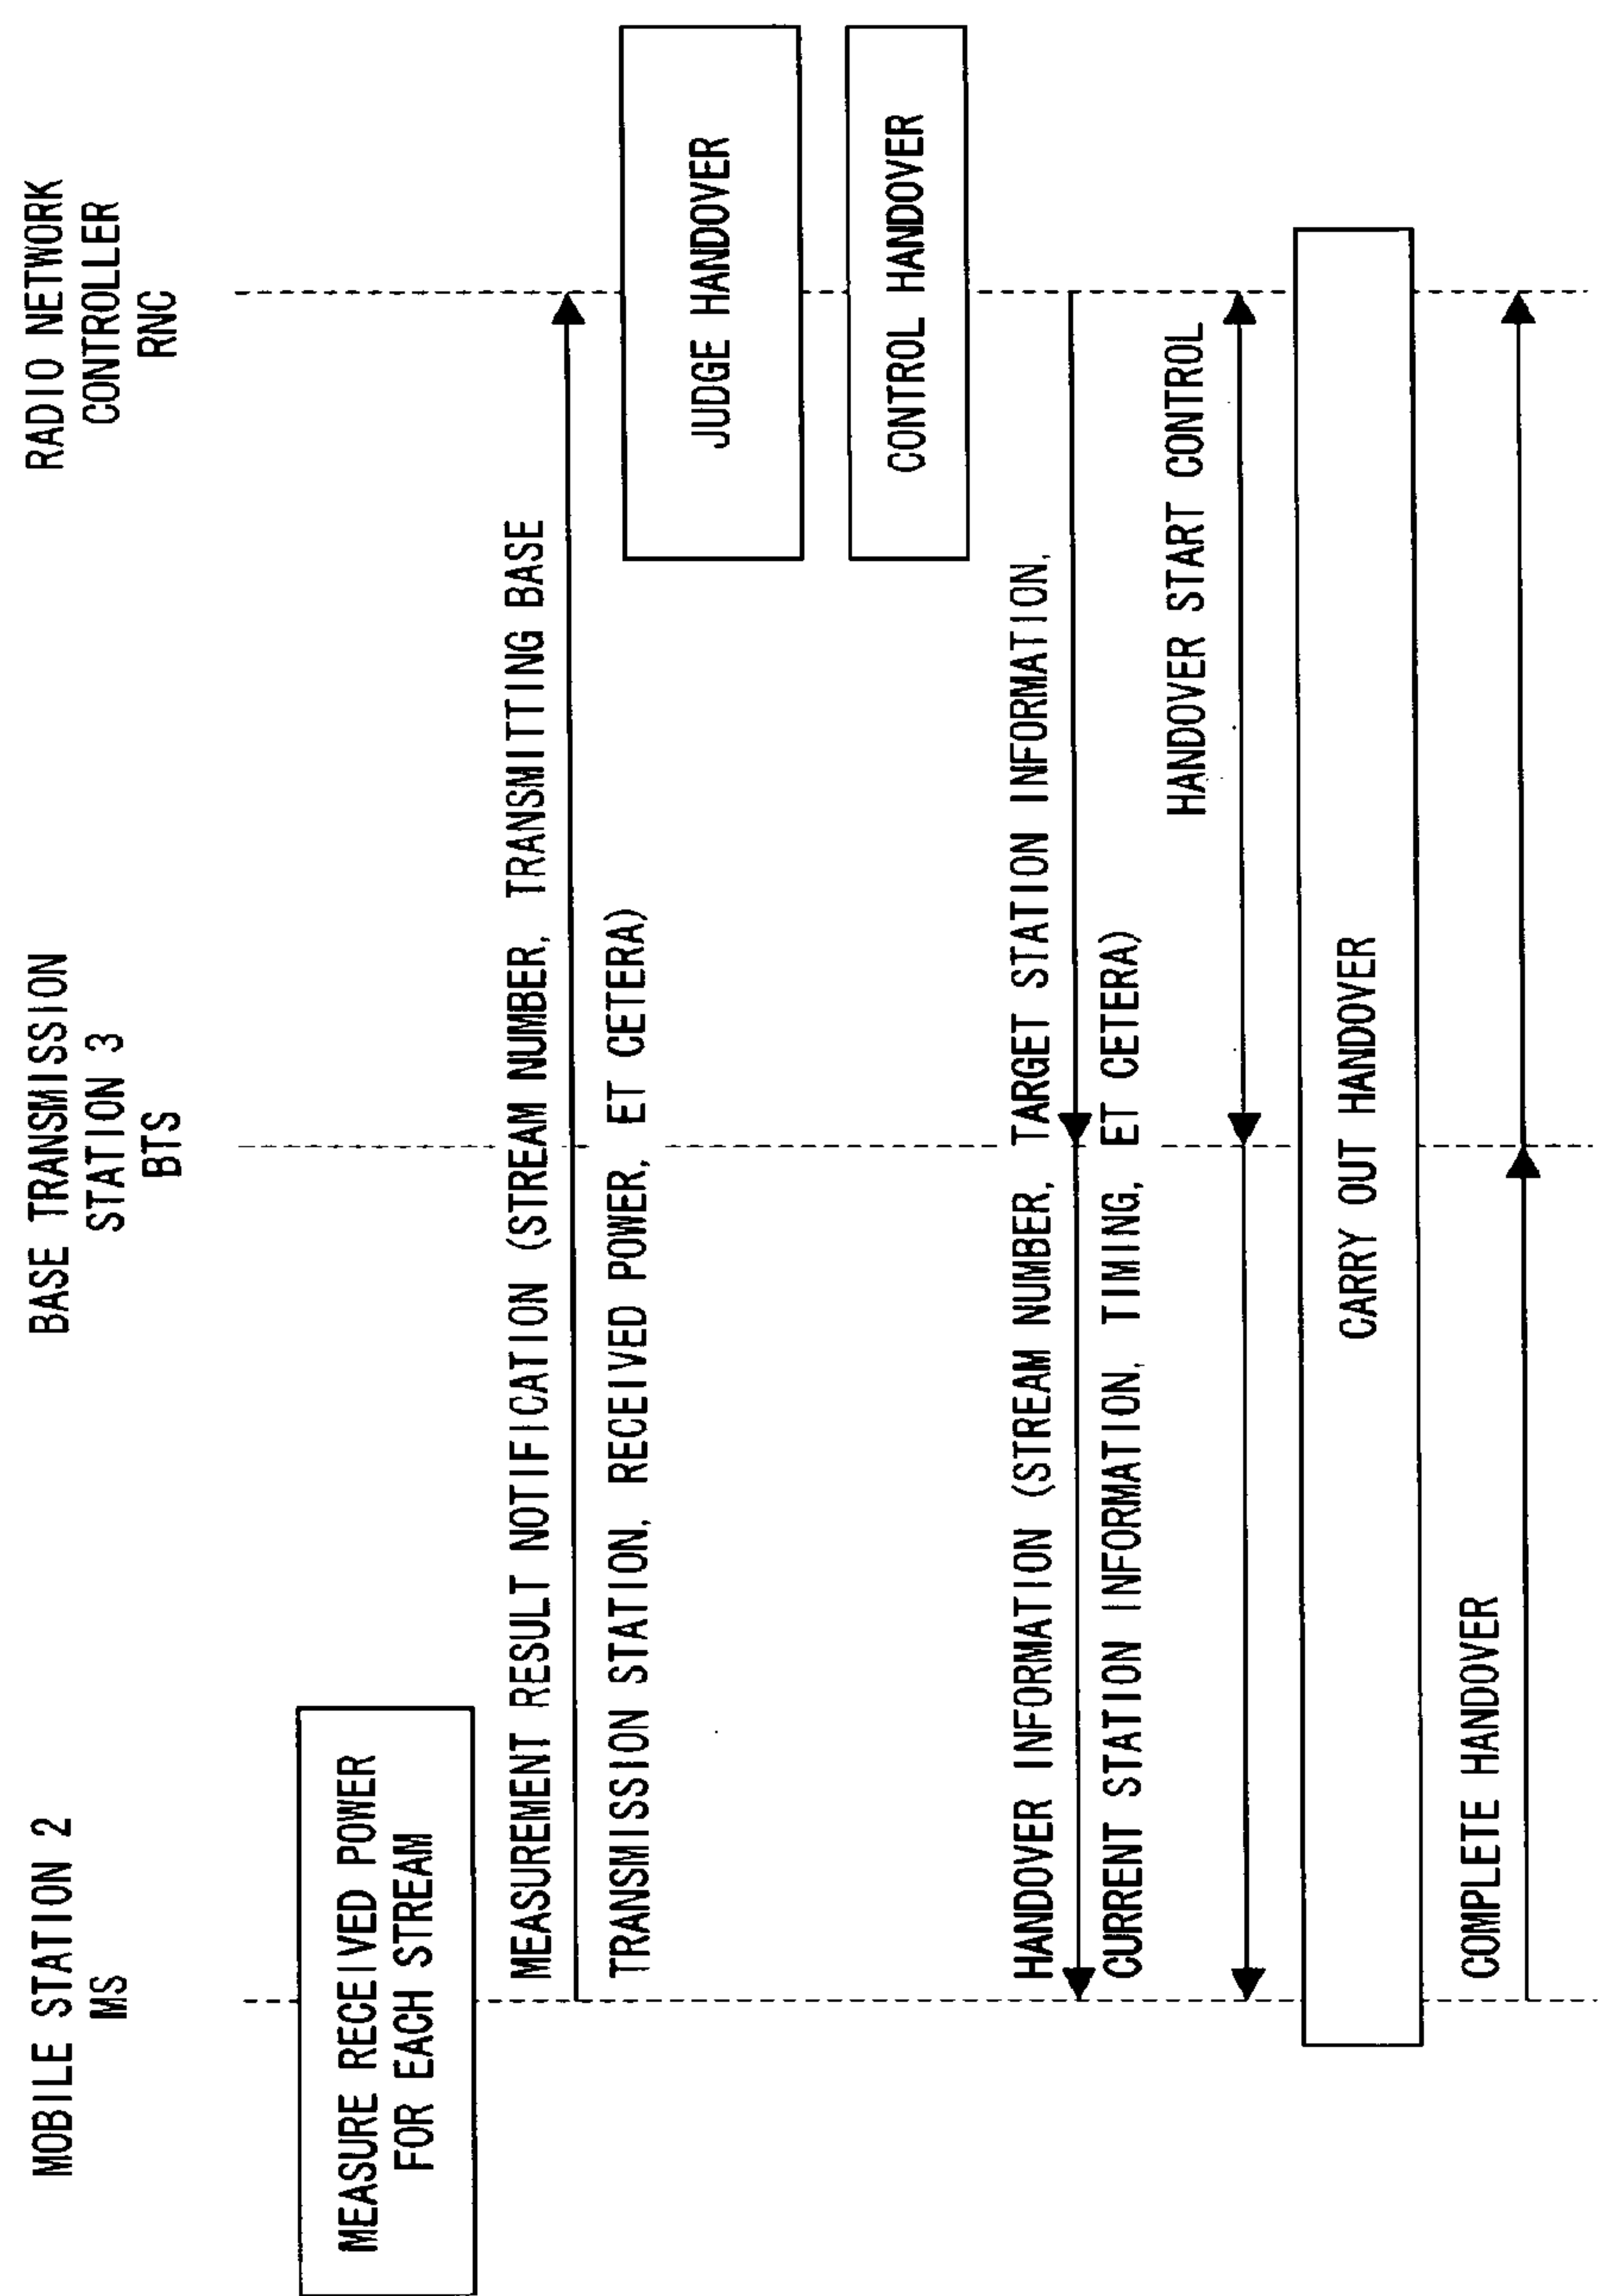 MOBILE STATION 2
MS
BASE TRANSMISSION
STATION 3
BTS
RADIO NETWORK
CONTROLLER
RNC
MEASURE RECEIVED POWER
FOR EACH STREAM
MEASUREMENT RESULT NOTIFICATION (STREAM NUMBER, TRANSMITTING BASE
TRANSMISSION STATION, RECEIVED POWER, ET CETERA)
JUDGE HANDOVER
CONTROL HANDOVER
HANDOVER INFORMATION (STREAM NUMBER, TARGET STATION INFORMATION,
CURRENT STATION INFORMATION, TIMING, ET CETERA)
HANDOVER START CONTROL
CARRY OUT HANDOVER
COMPLETE HANDOVER